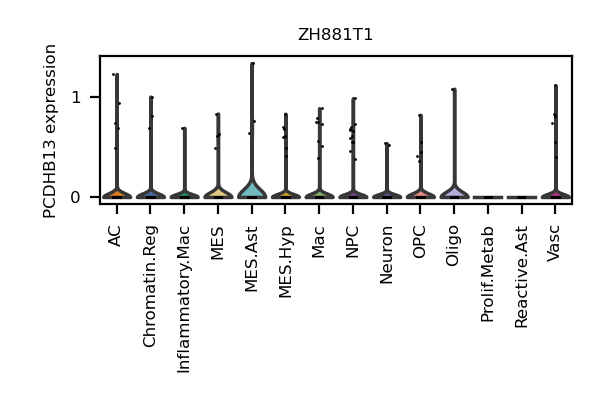 ZH881T1
PCDHB13 expression
1
0
AC
Chromatin.Reg
Inflammatory.Mac
MES
MES.Ast
MES.Hyp
Mac
NPC
Neuron
OPC
Oligo
Prolif.Metab
Reactive.Ast
Vasc